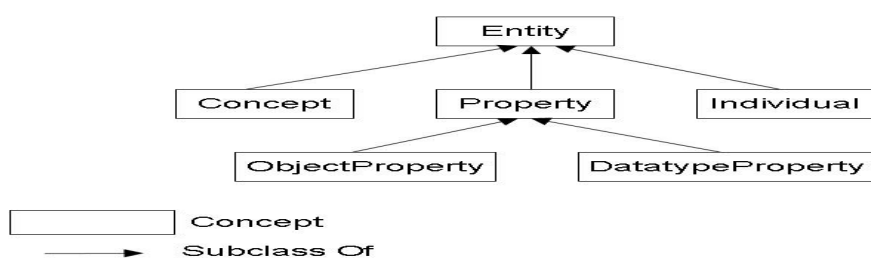 Entity
Concept Property Individual
ObjectProperty DatatypeProperty
Concept
Subclass Of